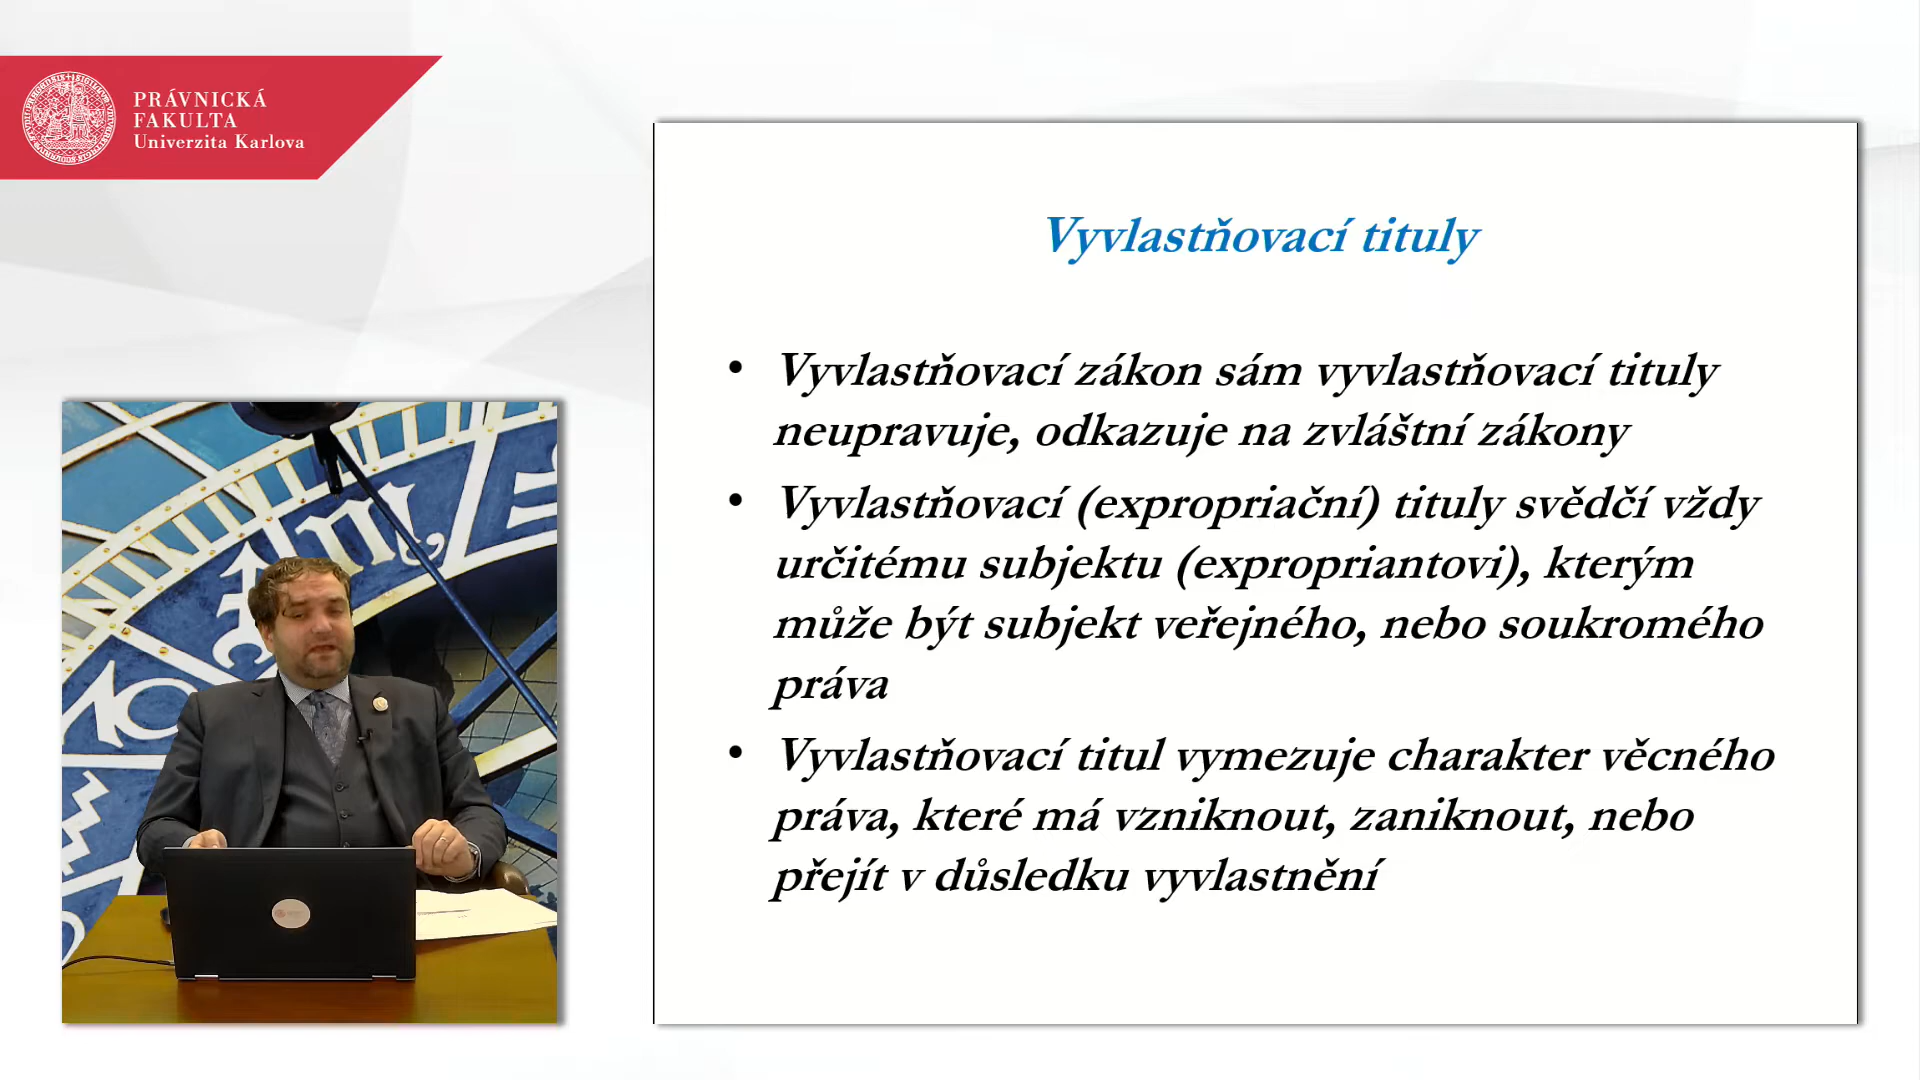 PRÁVNICKÁ
FAKULTA
Univerzita Karlova
Vyvlastňovací tituly
• Vyvlastňovací zákon sám vyvlastňovací tituly
neupravuje, odkazuje na zvláštní zákony
• Vyvlastňovací (expropriační) tituly svědčí vždy
určitému subjektu (expropriantovi), kterým
může být subjekt veřejného, nebo soukromého
práva
• Vyvlastňovací titul vymezuje charakter věcného
práva, které má vzniknout, zaniknout, nebo
přejít v důsledku vyvlastnění